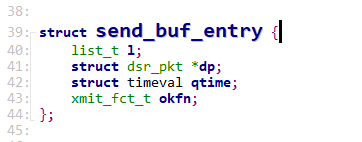 38:
39: struct send_buf_entry {
40:     list_t l;
41:     struct dsr_pkt *dp;
42:     struct timeval qtime;
43:     xmit_fct_t okfn;
44: };
45: